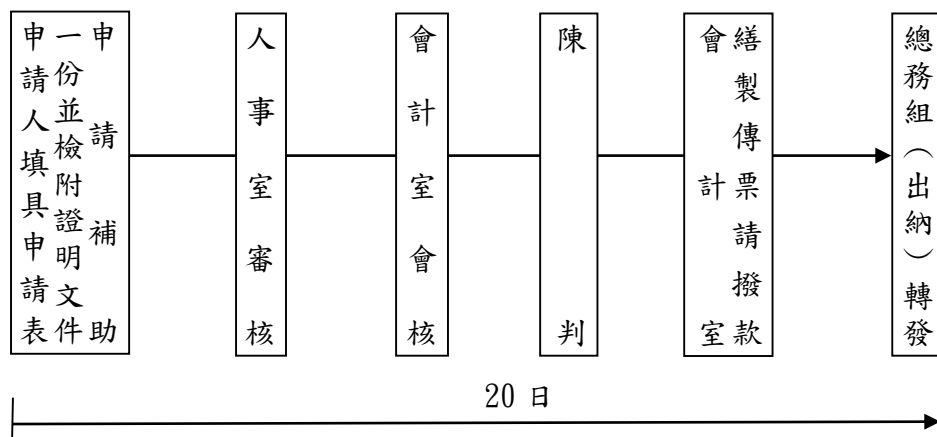 申請人填具申請表
一份並檢附證明文件
申請補助
人事室審核
會計室會核
陳判
會計室
繕製傳票請撥款
總務組（出納）轉發
20 日